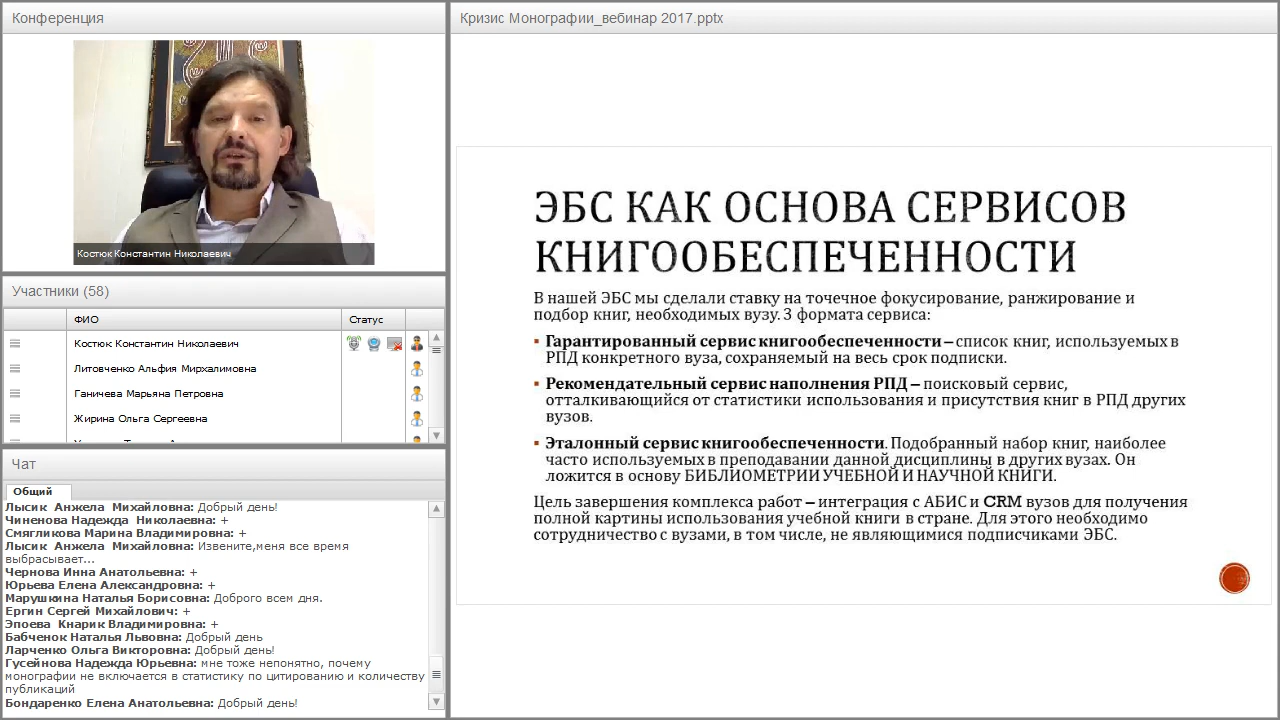 Конференция
Костюк Константин Николаевич
Участники (58)
ФИО
Статус
Костюк Константин Николаевич
Литовченко Альфия Мирхалимовна
Ганичева Марьяна Петровна
Жирина Ольга Сергеевна
Чат
Общий
Лысик Анжела Михайловна: Добрый день!
Чиненова Надежда Николаевна: +
Смягликова Марина Владимировна: +
Лысик Анжела Михайловна: Извените,меня все время
выбрасывает...
Чернова Инна Анатольевна: +
Юрьева Елена Александровна: +
Марушкина Наталья Борисовна: Доброго всем дня.
Ергин Сергей Михайлович: +
Эпоева Кнарик Владимировна: +
Бабченок Наталья Львовна: Добрый день
Ларченко Ольга Викторовна: Добрый день!
Гусейнова Надежда Юрьевна: мне тоже непонятно, почему
монографии не включается в статистику по цитированию и количеству
публикаций
Бондаренко Елена Анатольевна: Добрый день!
Кризис Монографии_вебинар 2017.pptx
ЭБС КАК ОСНОВА СЕРВИСОВ
КНИГООБЕСПЕЧЕННОСТИ
В нашей ЭБС мы сделали ставку на точечное фокусирование, ранжирование и
подбор книг, необходимых вузу. 3 формата сервиса:
▪ Гарантированный сервис книгообеспеченности – список книг, используемых в
РПД конкретного вуза, сохраняемый на весь срок подписки.
▪ Рекомендательный сервис наполнения РПД – поисковый сервис,
отталкивающийся от статистики использования и присутствия книг в РПД других
вузов.
▪ Эталонный сервис книгообеспеченности. Подобранный набор книг, наиболее
часто используемых в преподавании данной дисциплины в других вузах. Он
ложится в основу БИБЛИОМЕТРИИ УЧЕБНОЙ И НАУЧНОЙ КНИГИ.
Цель завершения комплекса работ – интеграция с АБИС и CRM вузов для получения
полной картины использования учебной книги в стране. Для этого необходимо
сотрудничество с вузами, в том числе, не являющимися подписчиками ЭБС.